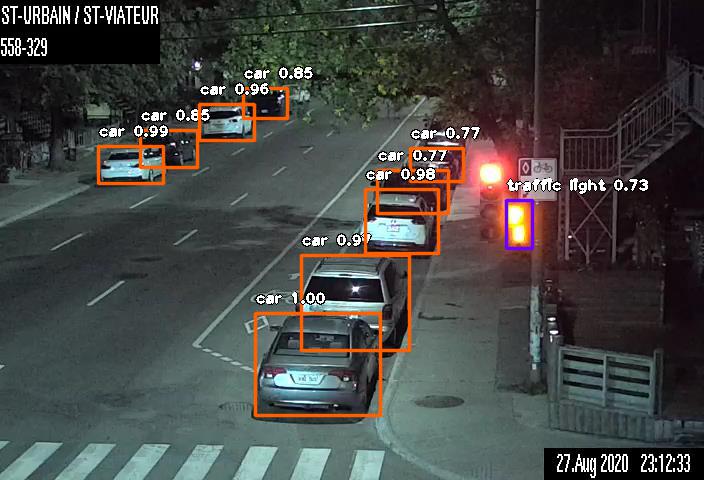 ST-URBAIN / ST-VIATEUR
558-329
car 0.85
car 0.96
car 0.85
car 0.99
car 0.77
car 0.77
car 0.98
traffic light 0.73
car 0.97
car 1.00
27.Aug 2020 23:12:33